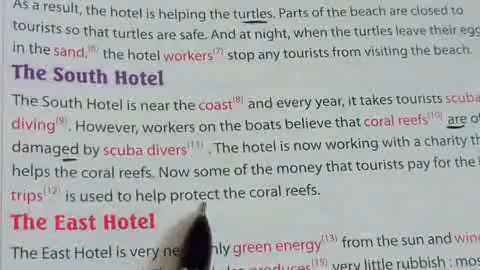 As a result, the hotel is helping the turtles. Parts of the beach are closed to
tourists so that turtles are safe. And at night, when the turtles leave their
in the sand,(6) the hotel workers(7) stop any tourists from visiting the beach.
The South Hotel
The South Hotel is near the coast(8) and every year, it takes tourists scuba
diving(9). However, workers on the boats believe that coral reefs(10) are
damaged by scuba divers(11). The hotel is now working with a charity
helps the coral reefs. Now some of the money that tourists pay for the
trips(12) is used to help protect the coral reefs.
The East Hotel
The East Hotel is very green energy(13) from the sun and
produces(15) very little rubbish :